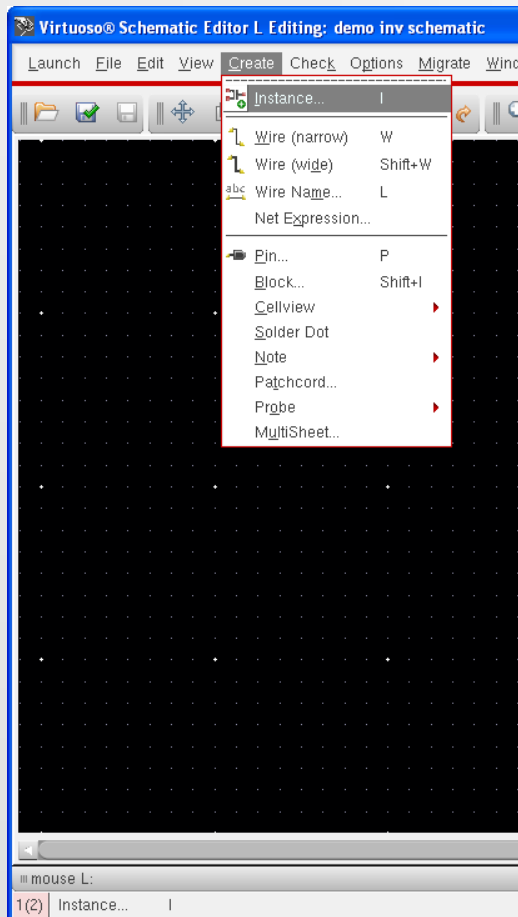 Virtuoso® Schematic Editor L Editing: demo inv schematic
Launch File Edit View Create Check Options Migrate
Instance... I
Wire (narrow) W
Wire (wide) Shift+W
abc Wire Name... L
Net Expression...
Pin... P
Block... Shift+I
Cellview
Solder Dot
Note
Patchcord...
Probe
MultiSheet...
mouse L:
1(2) Instance... I